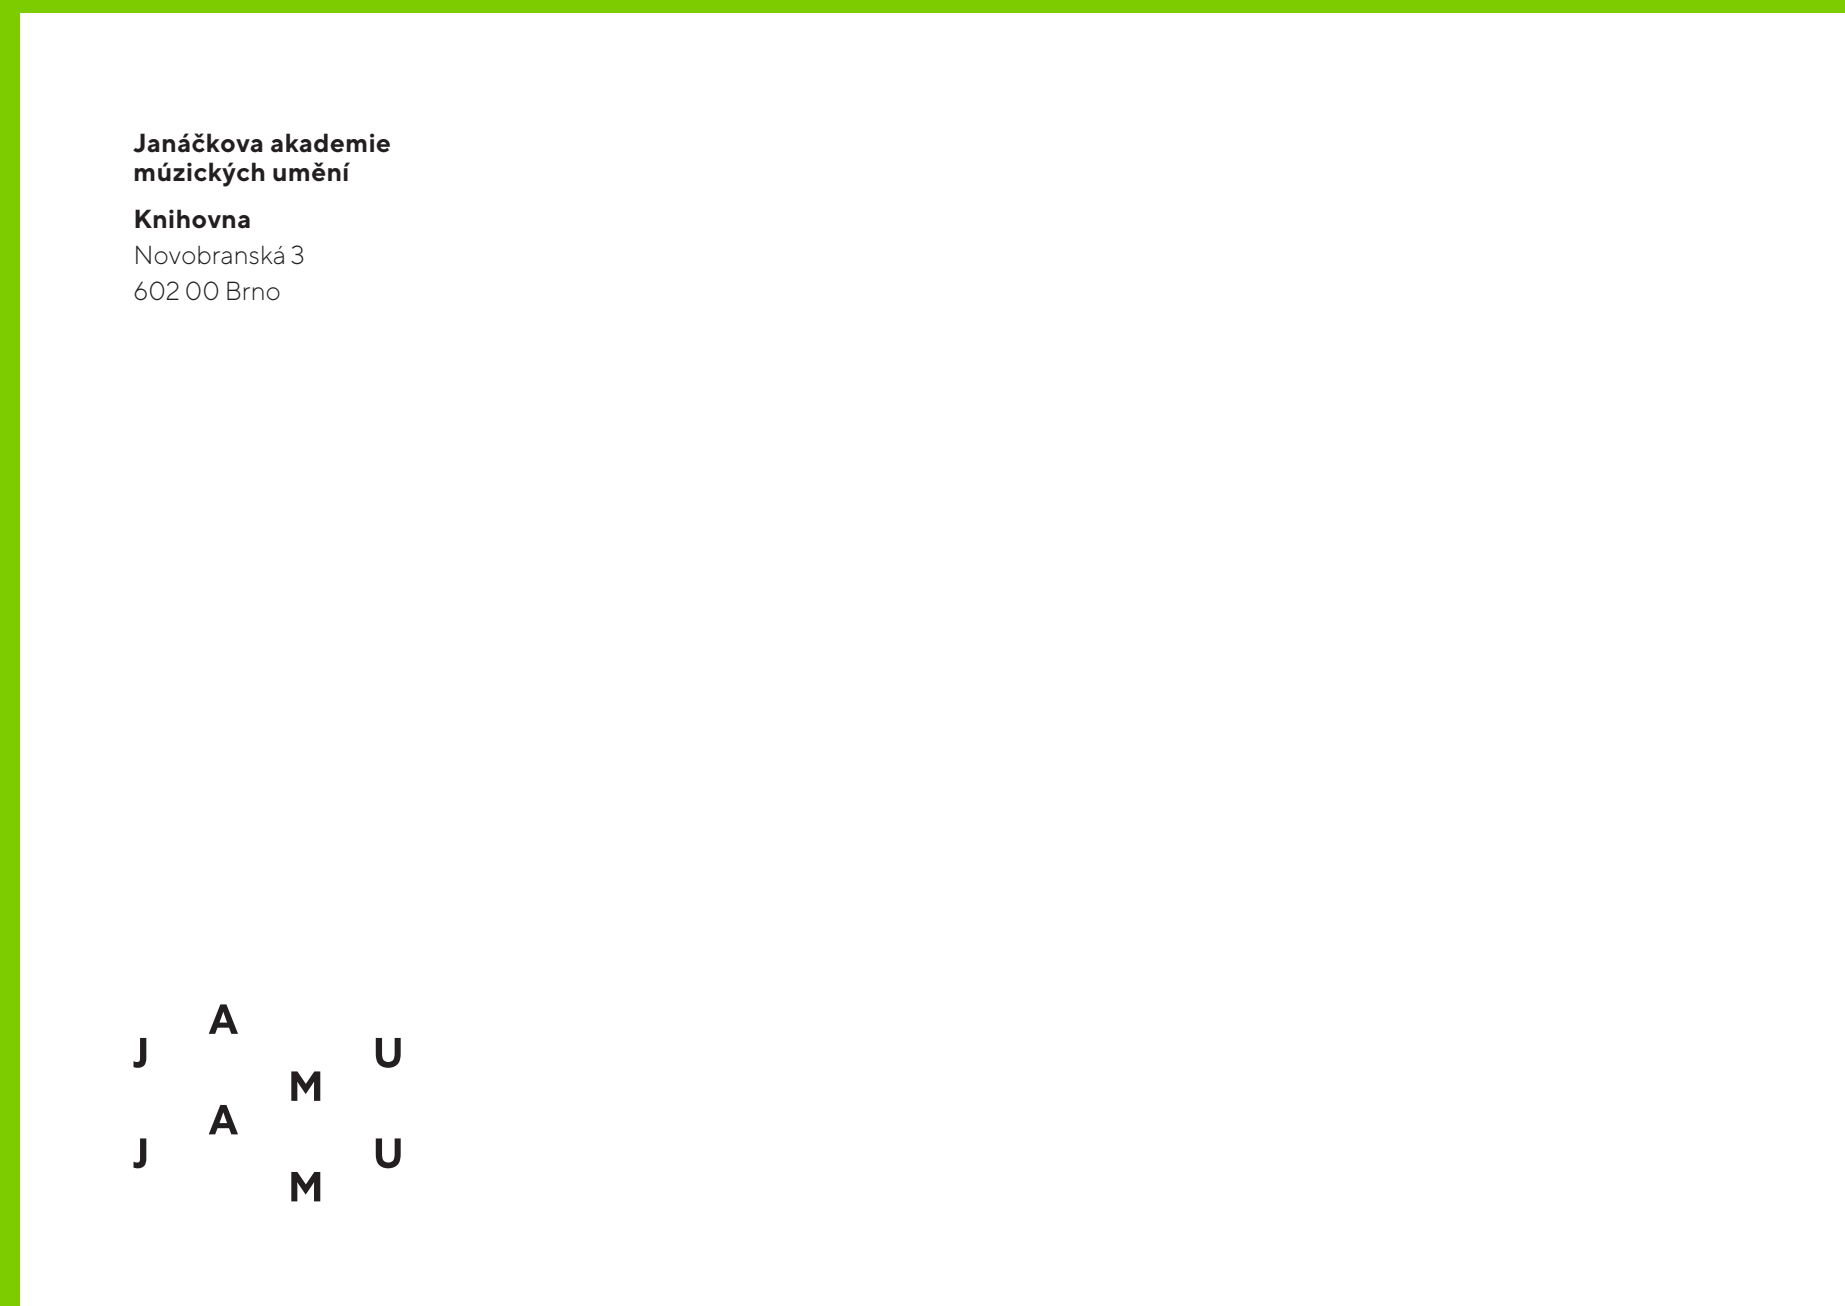 Janáčkova akademie
múzických umění
Knihovna
Novobranská 3
602 00 Brno
J A M U
J A M U